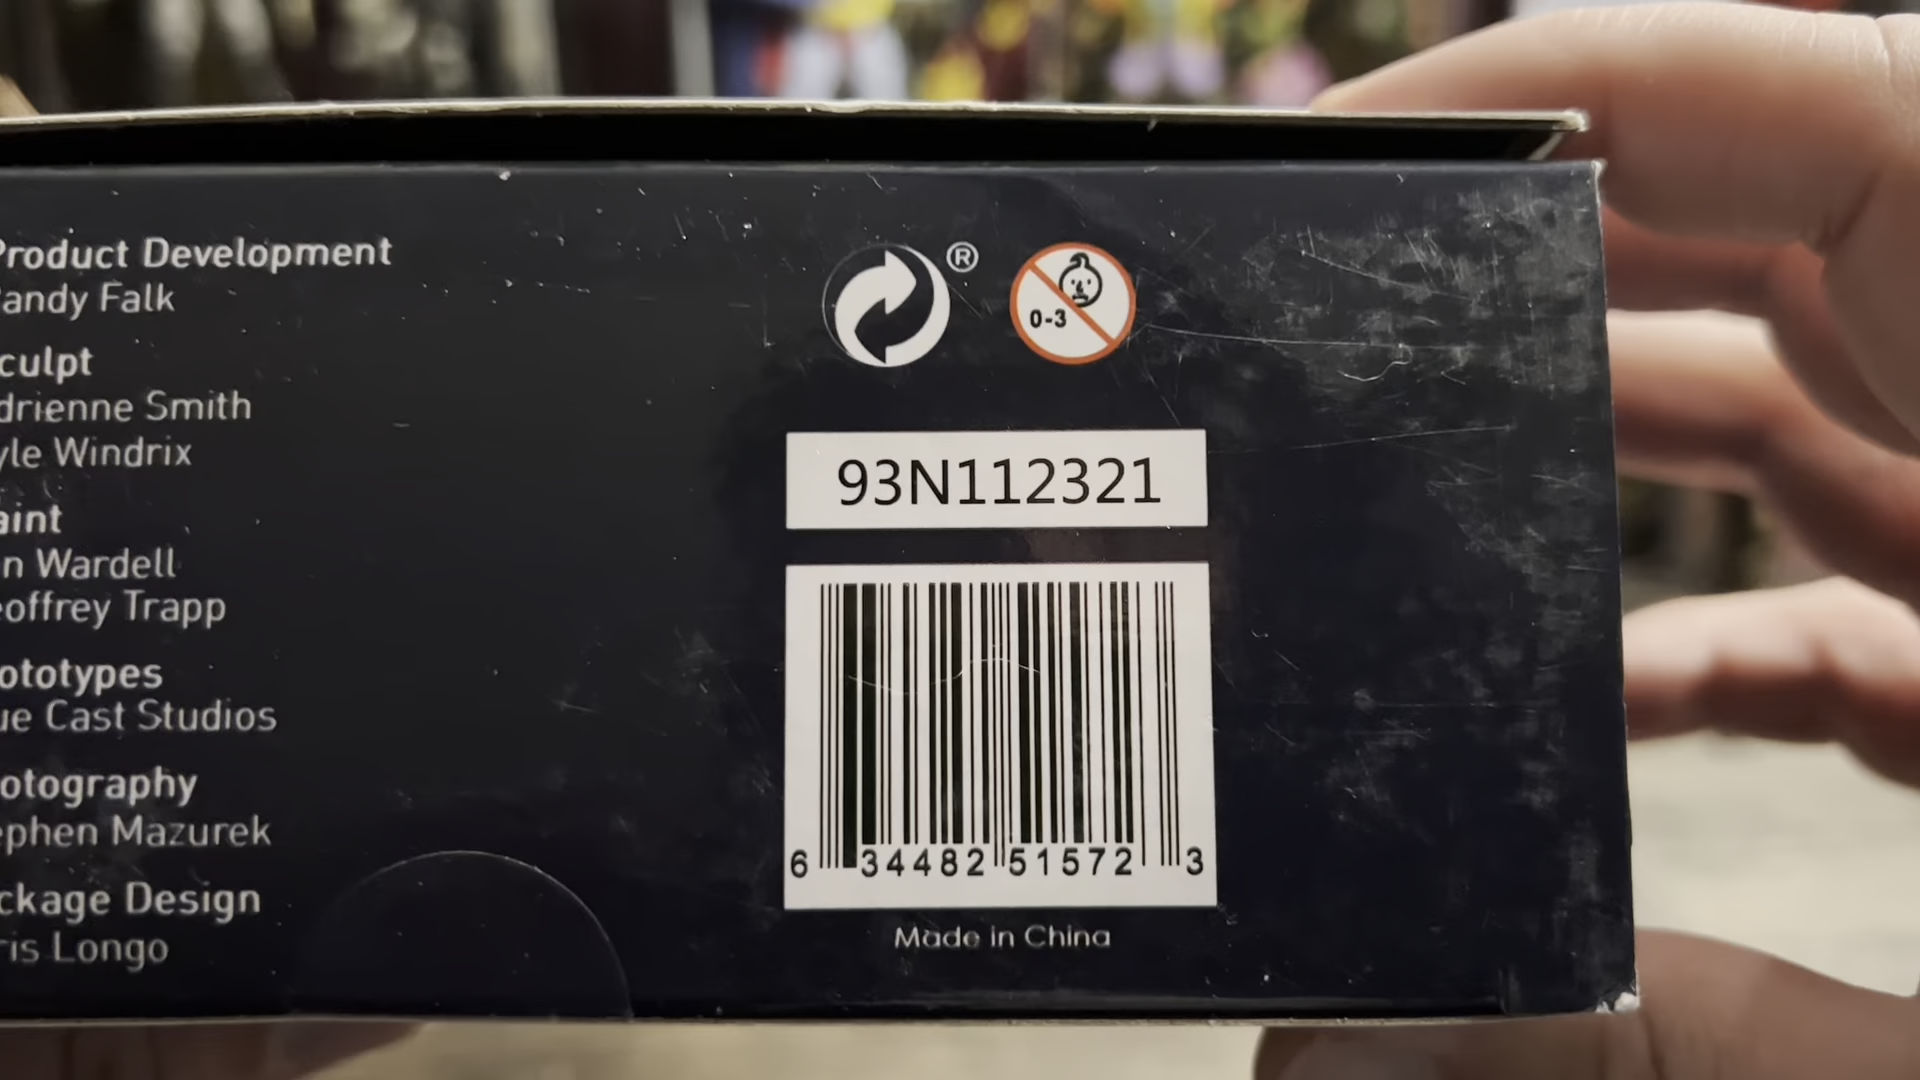 Product Development
andy Falk
culpt
drienne Smith
yle Windrix
aint
n Wardell
eoffrey Trapp
ototypes
ue Cast Studios
otography
ephen Mazurek
ckage Design
ris Longo
®
0-3
93N112321
6 34482 51572 3
Made in China